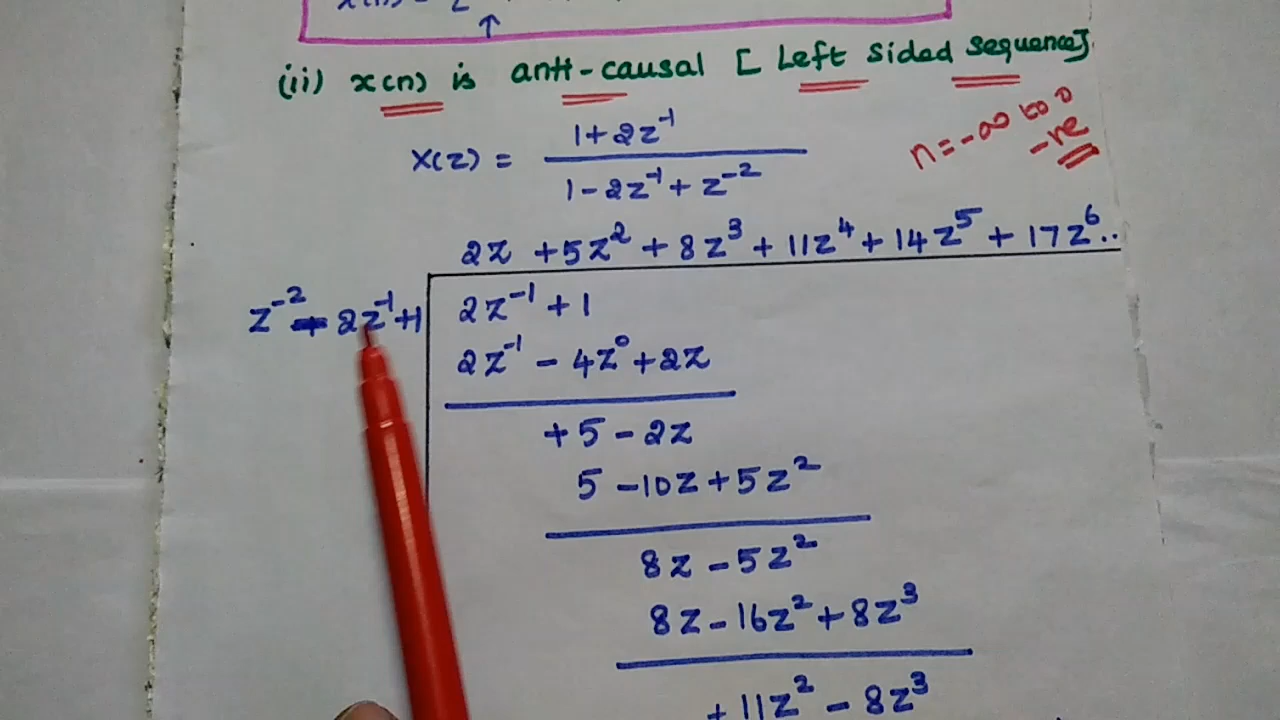 ↑
(ii) x(n) is anti-causal [ Left sided sequence]
n = -∞ to 0
-ve
X(z) = 1+2z⁻¹ / 1-2z⁻¹+z⁻²
2z +5z² + 8z³ + 11z⁴ + 14z⁵ + 17z⁶..
z⁻² - 2z⁻¹+1 | 2z⁻¹ + 1
2z⁻¹ - 4z⁰ + 2z
+5 - 2z
5 -10z + 5z²
8z - 5z²
8z - 16z² + 8z³
+ 11z² - 8z³